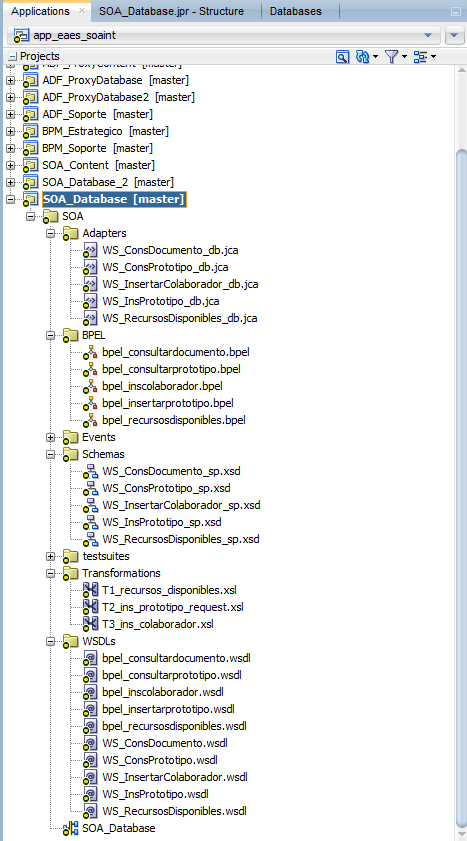 Applications SOA_Database.jpr - Structure Databases
app_eaes_soaint
Projects
ADF_ProxyContent [master]
ADF_ProxyDatabase [master]
ADF_ProxyDatabase2 [master]
ADF_Soporte [master]
BPM_Estrategico [master]
BPM_Soporte [master]
SOA_Content [master]
SOA_Database_2 [master]
SOA_Database [master]
SOA
Adapters
WS_ConsDocumento_db.jca
WS_ConsPrototipo_db.jca
WS_InsertarColaborador_db.jca
WS_InsPrototipo_db.jca
WS_RecursosDisponibles_db.jca
BPEL
bpel_consultardocumento.bpel
bpel_consultarprototipo.bpel
bpel_inscolaborador.bpel
bpel_insertarprototipo.bpel
bpel_recursosdisponibles.bpel
Events
Schemas
WS_ConsDocumento_sp.xsd
WS_ConsPrototipo_sp.xsd
WS_InsertarColaborador_sp.xsd
WS_InsPrototipo_sp.xsd
WS_RecursosDisponibles_sp.xsd
testsuites
Transformations
T1_recursos_disponibles.xsl
T2_ins_prototipo_request.xsl
T3_ins_colaborador.xsl
WSDLs
bpel_consultardocumento.wsdl
bpel_consultarprototipo.wsdl
bpel_inscolaborador.wsdl
bpel_insertarprototipo.wsdl
bpel_recursosdisponibles.wsdl
WS_ConsDocumento.wsdl
WS_ConsPrototipo.wsdl
WS_InsertarColaborador.wsdl
WS_InsPrototipo.wsdl
WS_RecursosDisponibles.wsdl
SOA_Database